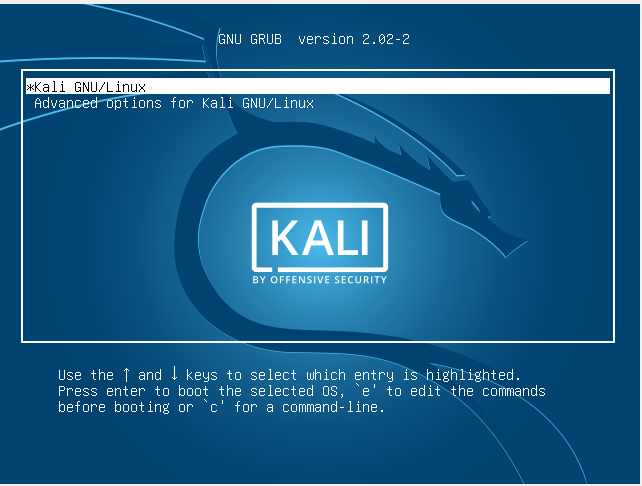 GNU GRUB  version 2.02-2
*Kali GNU/Linux
Advanced options for Kali GNU/Linux
KALI
BY OFFENSIVE SECURITY
Use the ↑ and ↓ keys to select which entry is highlighted.
Press enter to boot the selected OS, `e' to edit the commands
before booting or `c' for a command-line.